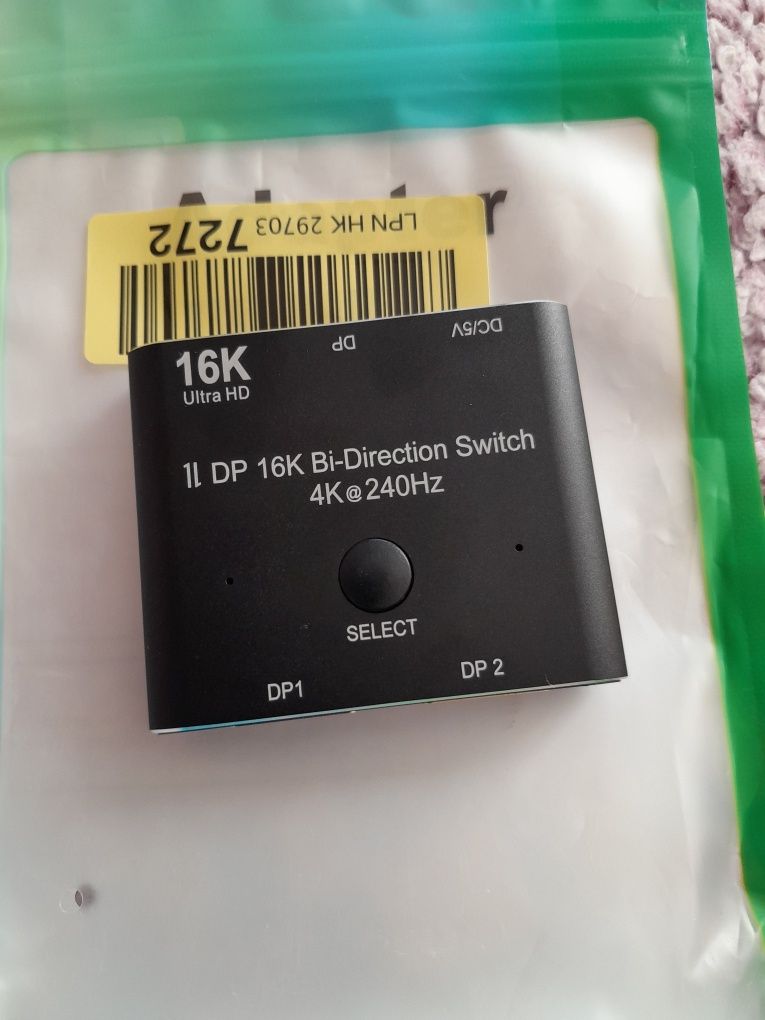 LPN HK 29703 7272
16K
Ultra HD
DP
DC/5V
DP 16K Bi-Direction Switch
4K@240Hz
SELECT
DP1
DP 2